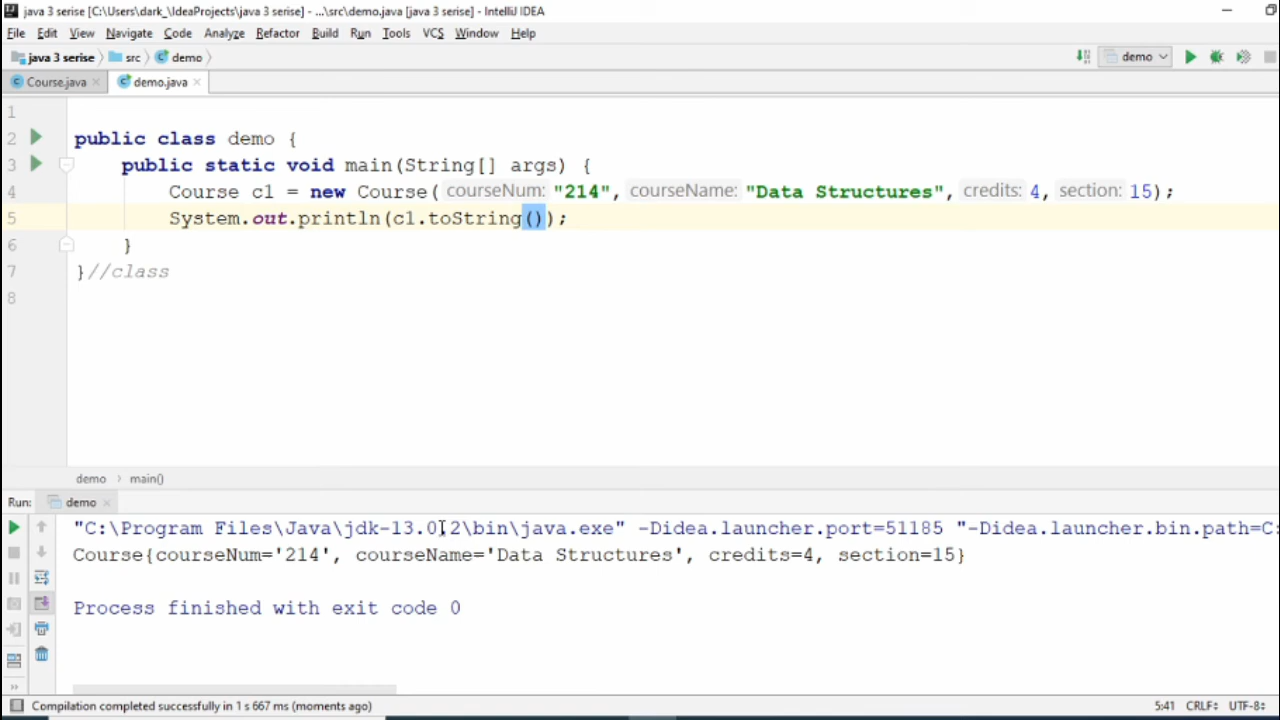 java 3 serise [C:\Users\dark_\IdeaProjects\java 3 serise] - ...\src\demo.java [java 3 serise] - IntelliJ IDEA
File Edit View Navigate Code Analyze Refactor Build Run Tools VCS Window Help
java 3 serise src demo demo
Course.java demo.java
1
2 public class demo {
3 public static void main(String[] args) {
4 Course c1 = new Course( courseNum: "214", courseName: "Data Structures", credits: 4, section: 15);
5 System.out.println(c1.toString());
6 }
7 }//class
8
demo main()
Run: demo
"C:\Program Files\Java\jdk-13.0.2\bin\java.exe" -Didea.launcher.port=51185 "-Didea.launcher.bin.path=C:
Course{courseNum='214', courseName='Data Structures', credits=4, section=15}
Process finished with exit code 0
Compilation completed successfully in 1 s 667 ms (moments ago) 5:41 CRLF UTF-8